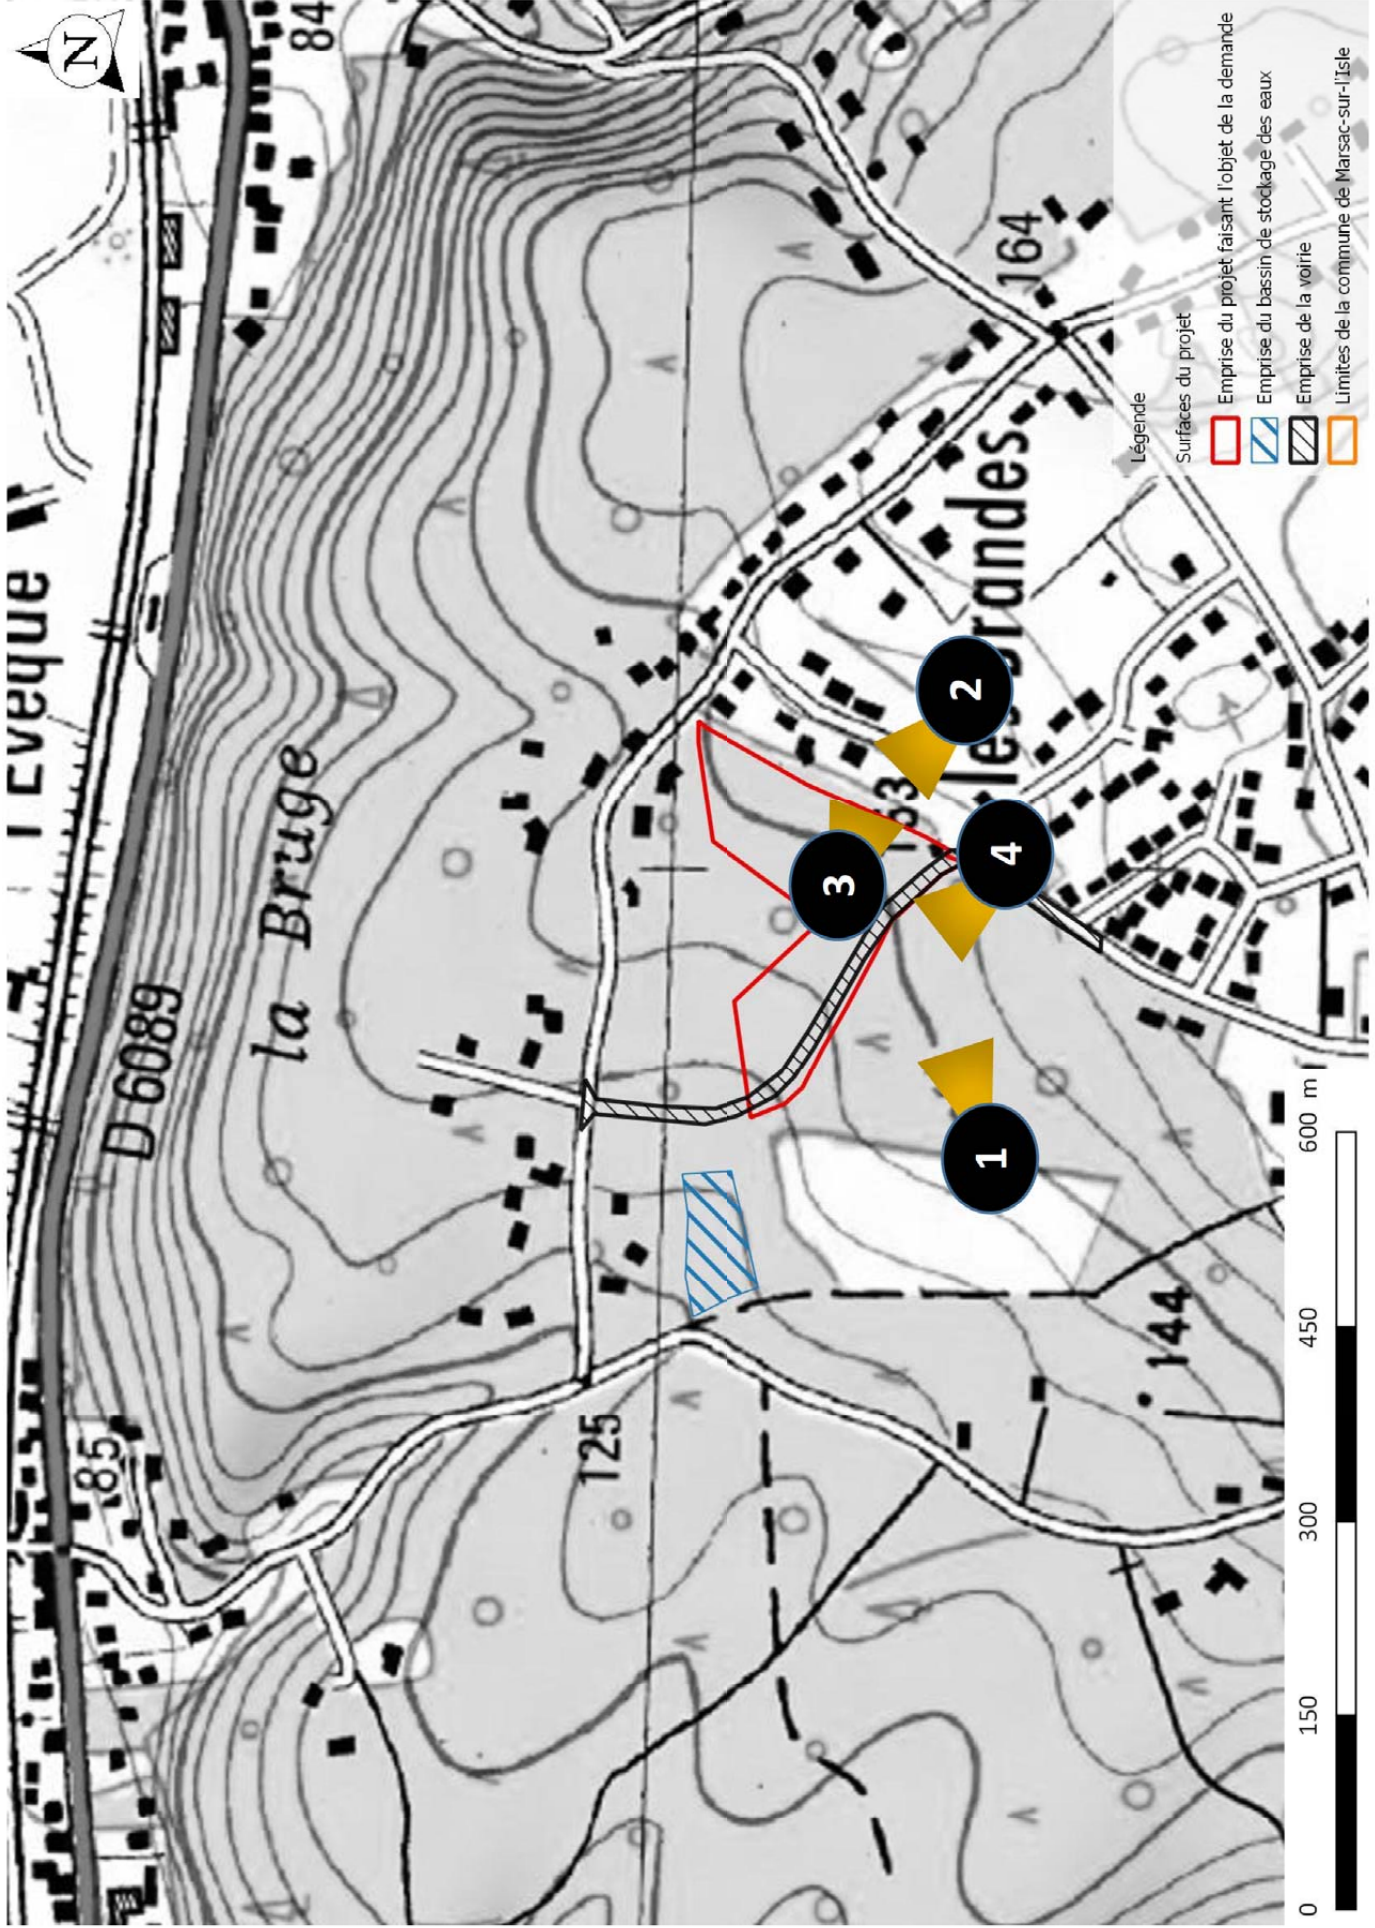 N
l'Evêque
84
D 6089
85
la Bruge
125
164
les Brandes
153
144
1
2
3
4
Légende
Surfaces du projet
Emprise du projet faisant l'objet de la demande
Emprise du bassin de stockage des eaux
Emprise de la voirie
Limites de la commune de Marsac-sur-l'Isle
0 150 300 450 600 m